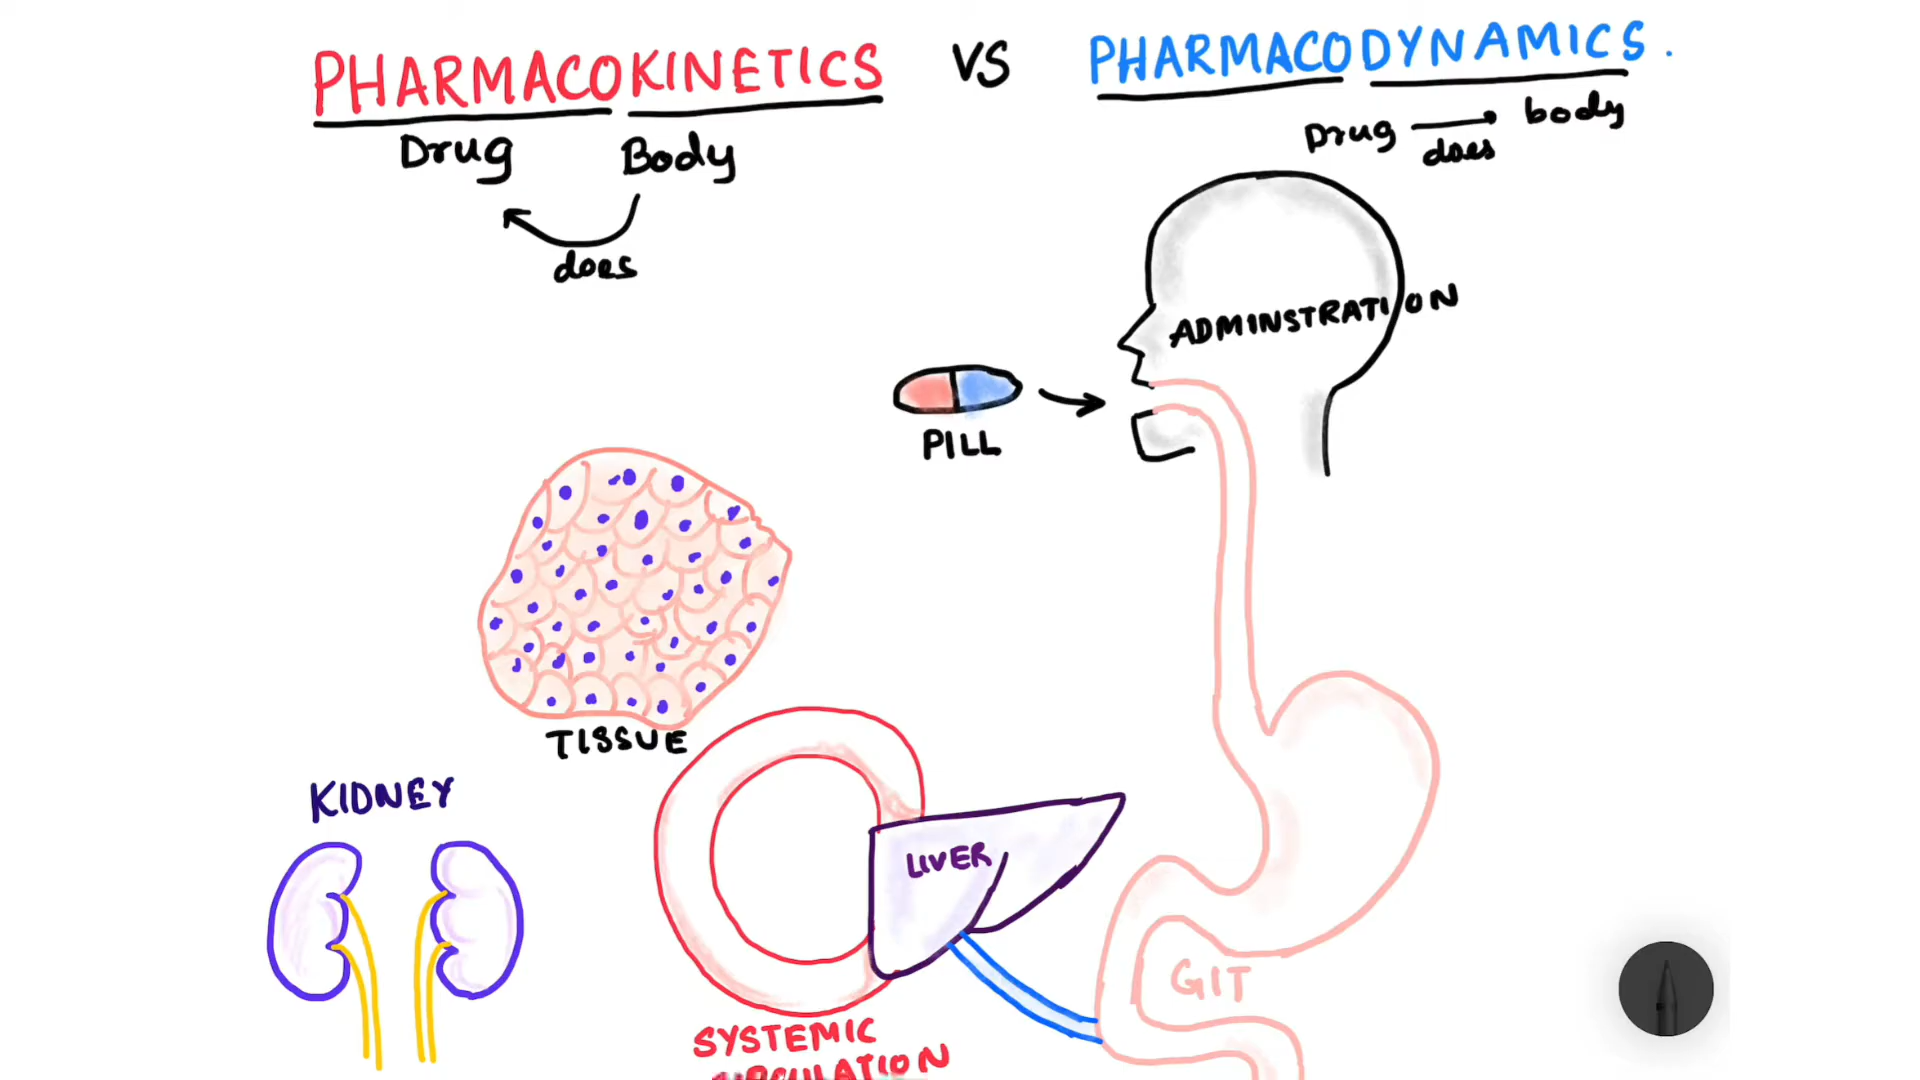 PHARMACOKINETICS VS PHARMACODYNAMICS.
Drug Body
does
Drug does body
ADMINSTRATION
PILL
TISSUE
KIDNEY
LIVER
GIT
SYSTEMIC